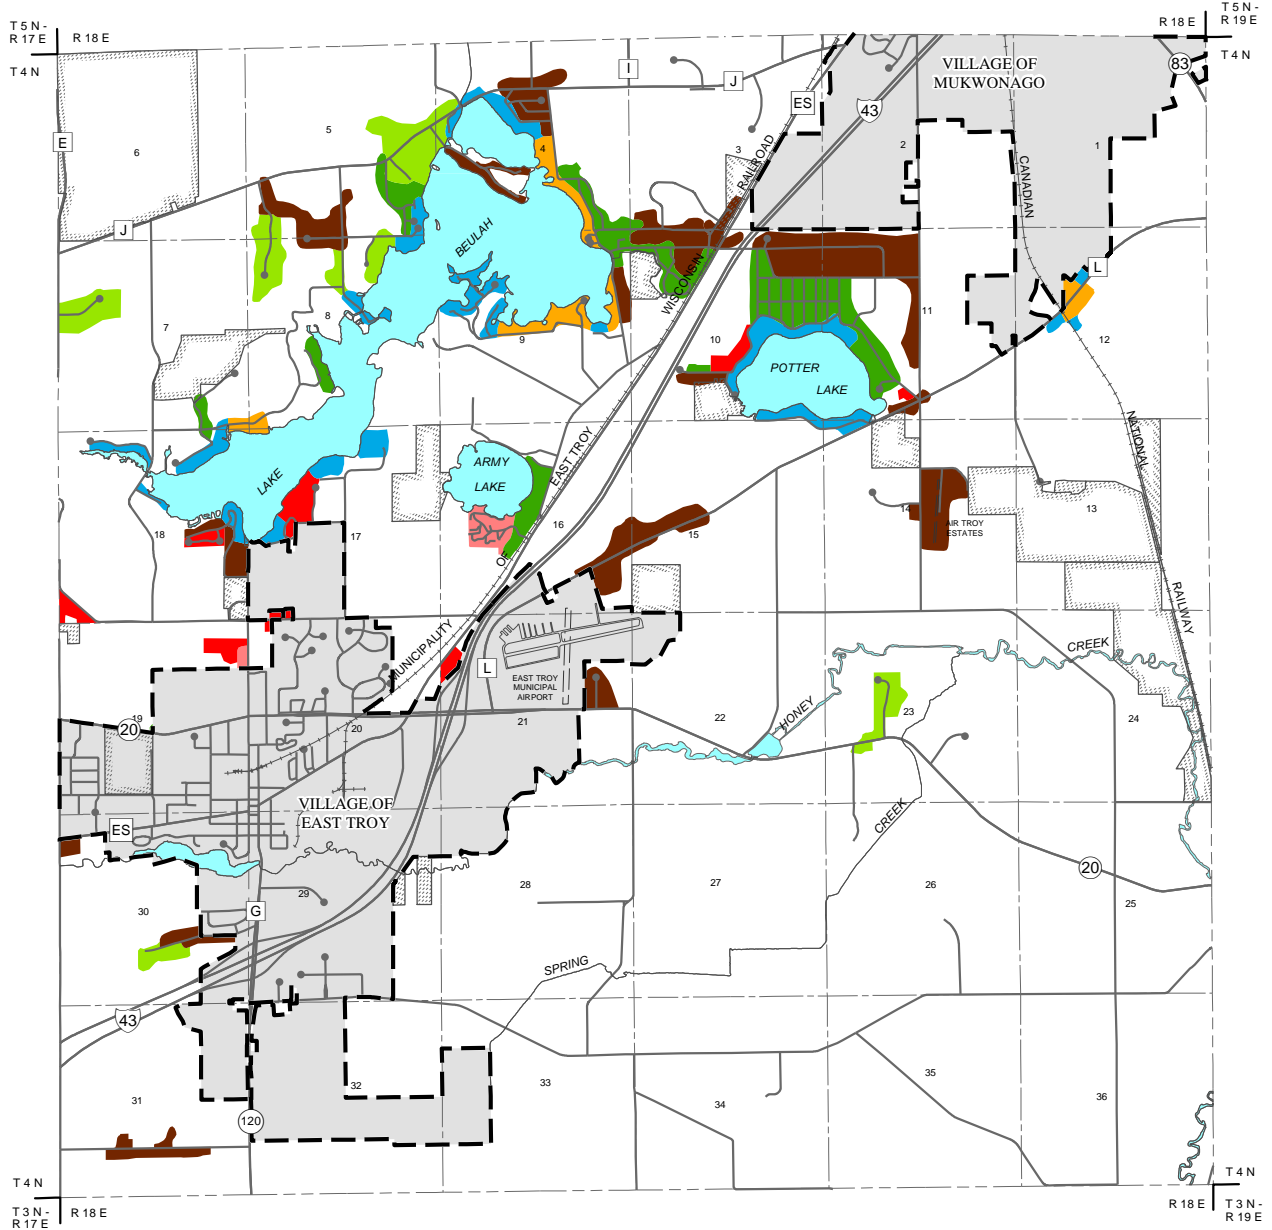 T 5 N -
R 17 E
R 18 E
T 4 N
T 5 N -
R 19 E
R 18 E
T 4 N
VILLAGE OF
MUKWONAGO
83
I
J
ES
43
E
6
5
4
3
2
1
J
BEULAH
RAILROAD
CANADIAN
WISCONSIN
L
7
8
9
10
11
12
POTTER
LAKE
NATIONAL
EAST TROY
ARMY
LAKE
LAKE
18
17
16
15
14
13
AIR TROY
ESTATES
OF
RAILWAY
MUNICIPALITY
L
EAST TROY
MUNICIPAL
AIRPORT
CREEK
HONEY
19
20
20
21
22
23
24
VILLAGE OF
EAST TROY
ES
CREEK
20
30
29
28
27
26
25
G
SPRING
43
31
32
33
34
35
36
120
T 4 N
T 3 N -
R 17 E
R 18 E
T 4 N
R 18 E
T 3 N -
R 19 E